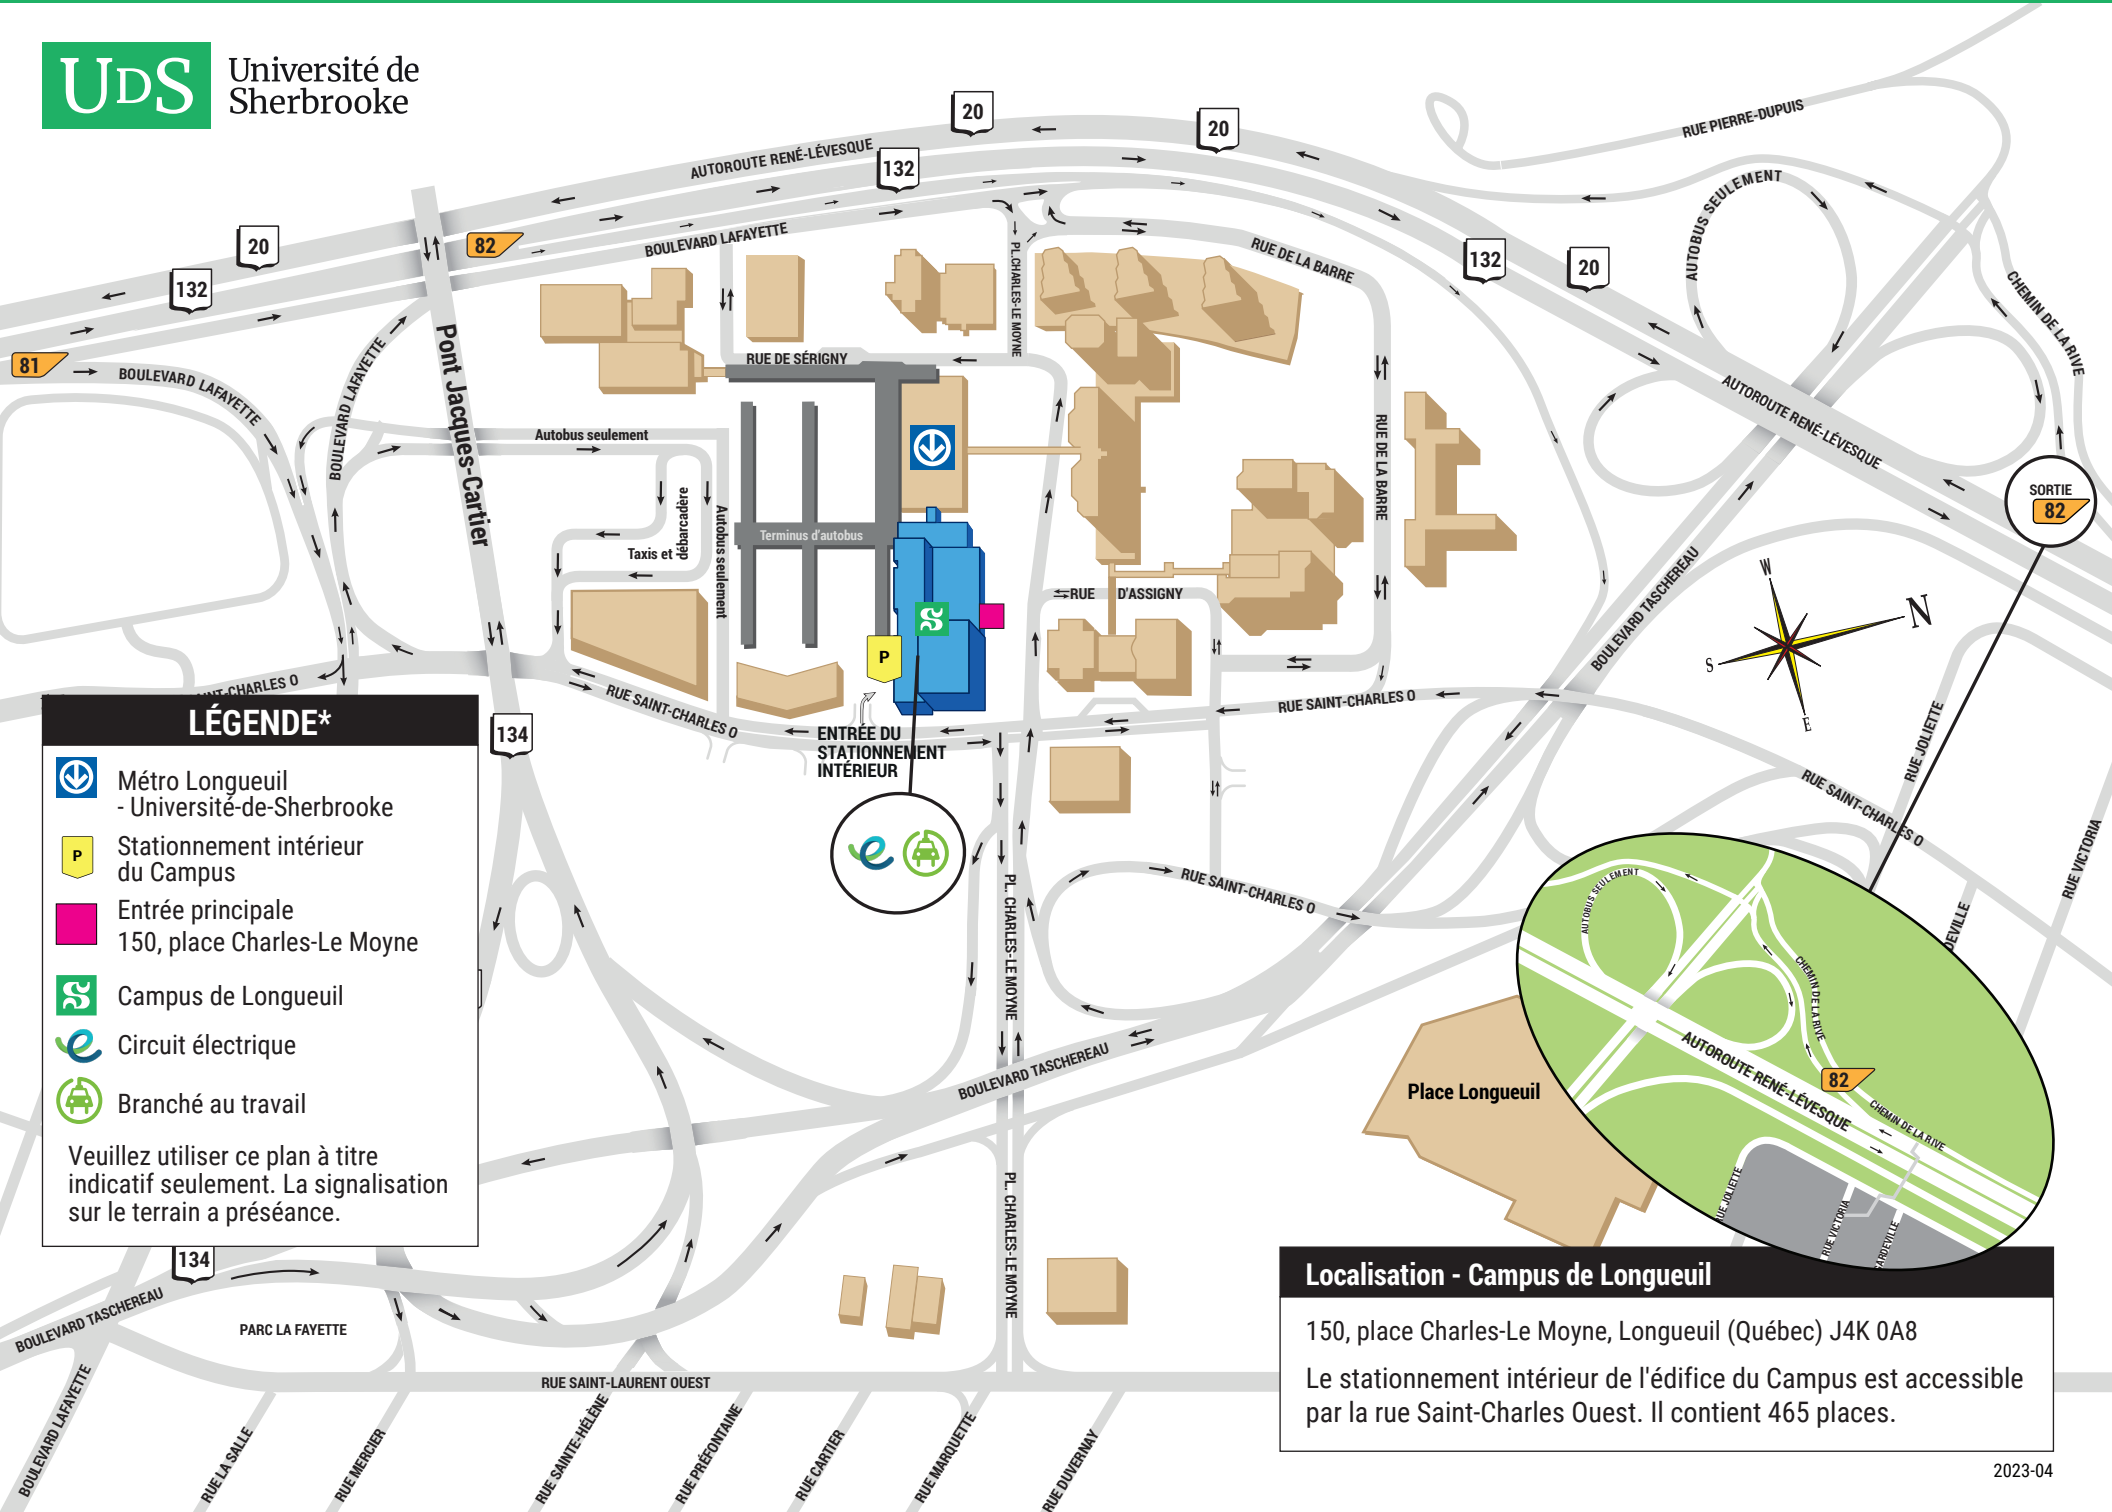 UDS
Université de
Sherbrooke
20
20
AUTOROUTE RENÉ-LÉVESQUE
132
RUE PIERRE-DUPUIS
AUTOBUS SEULEMENT
20
82
BOULEVARD LAFAYETTE
PL.CHARLES-LE MOYNE
RUE DE LA BARRE
132
20
132
CHEMIN DE LA RIVE
81
BOULEVARD LAFAYETTE
BOULEVARD LAFAYETTE
Pont Jacques-Cartier
RUE DE SÉRIGNY
AUTOROUTE RENÉ-LÉVESQUE
Autobus seulement
RUE DE LA BARRE
SORTIE
82
Taxis et
débarcadère
Autobus seulement
Terminus d'autobus
RUE D'ASSIGNY
BOULEVARD TASCHEREAU
W
N
S
E
P
RUE SAINT-CHARLES O
RUE SAINT-CHARLES O
ENTRÉE DU
STATIONNEMENT
INTÉRIEUR
134
RUE JOLIETTE
RUE SAINT-CHARLES O
RUE VICTORIA
RUE SAINT-CHARLES O
PL. CHARLES-LE MOYNE
BOULEVARD TASCHEREAU
PL. CHARLES-LE MOYNE
INT-CHARLES O
LÉGENDE*
Métro Longueuil
- Université-de-Sherbrooke
P
Stationnement intérieur
du Campus
Entrée principale
150, place Charles-Le Moyne
Campus de Longueuil
Circuit électrique
Branché au travail
Veuillez utiliser ce plan à titre
indicatif seulement. La signalisation
sur le terrain a préséance.
134
BOULEVARD TASCHEREAU
PARC LA FAYETTE
RUE SAINT-LAURENT OUEST
BOULEVARD LAFAYETTE
RUE LA SALLE
RUE MERCIER
RUE SAINTE-HÉLÈNE
RUE PRÉFONTAINE
RUE CARTIER
RUE MARQUETTE
RUE DUVERNAY
DEVILLE
Place Longueuil
AUTOBUS SEULEMENT
CHEMIN DE LA RIVE
AUTOROUTE RENÉ-LÉVESQUE
82
CHEMIN DE LA RIVE
UE JOLIETTE
RUE VICTORIA
ARDEVILLE
Localisation - Campus de Longueuil
150, place Charles-Le Moyne, Longueuil (Québec) J4K 0A8
Le stationnement intérieur de l'édifice du Campus est accessible
par la rue Saint-Charles Ouest. Il contient 465 places.
2023-04